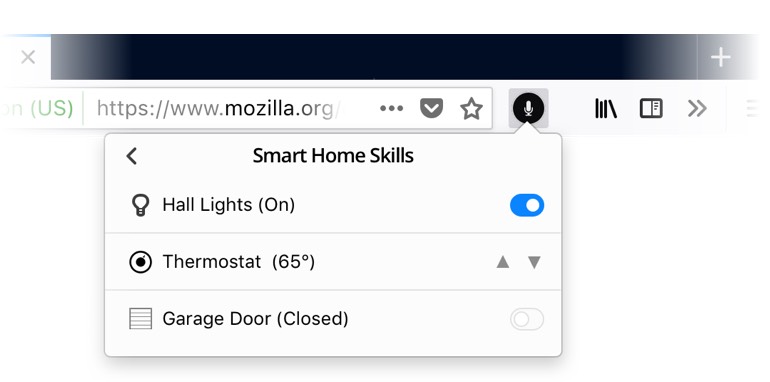 on (US)
https://www.mozilla.org/
Smart Home Skills
Hall Lights (On)
Thermostat (65°)
Garage Door (Closed)